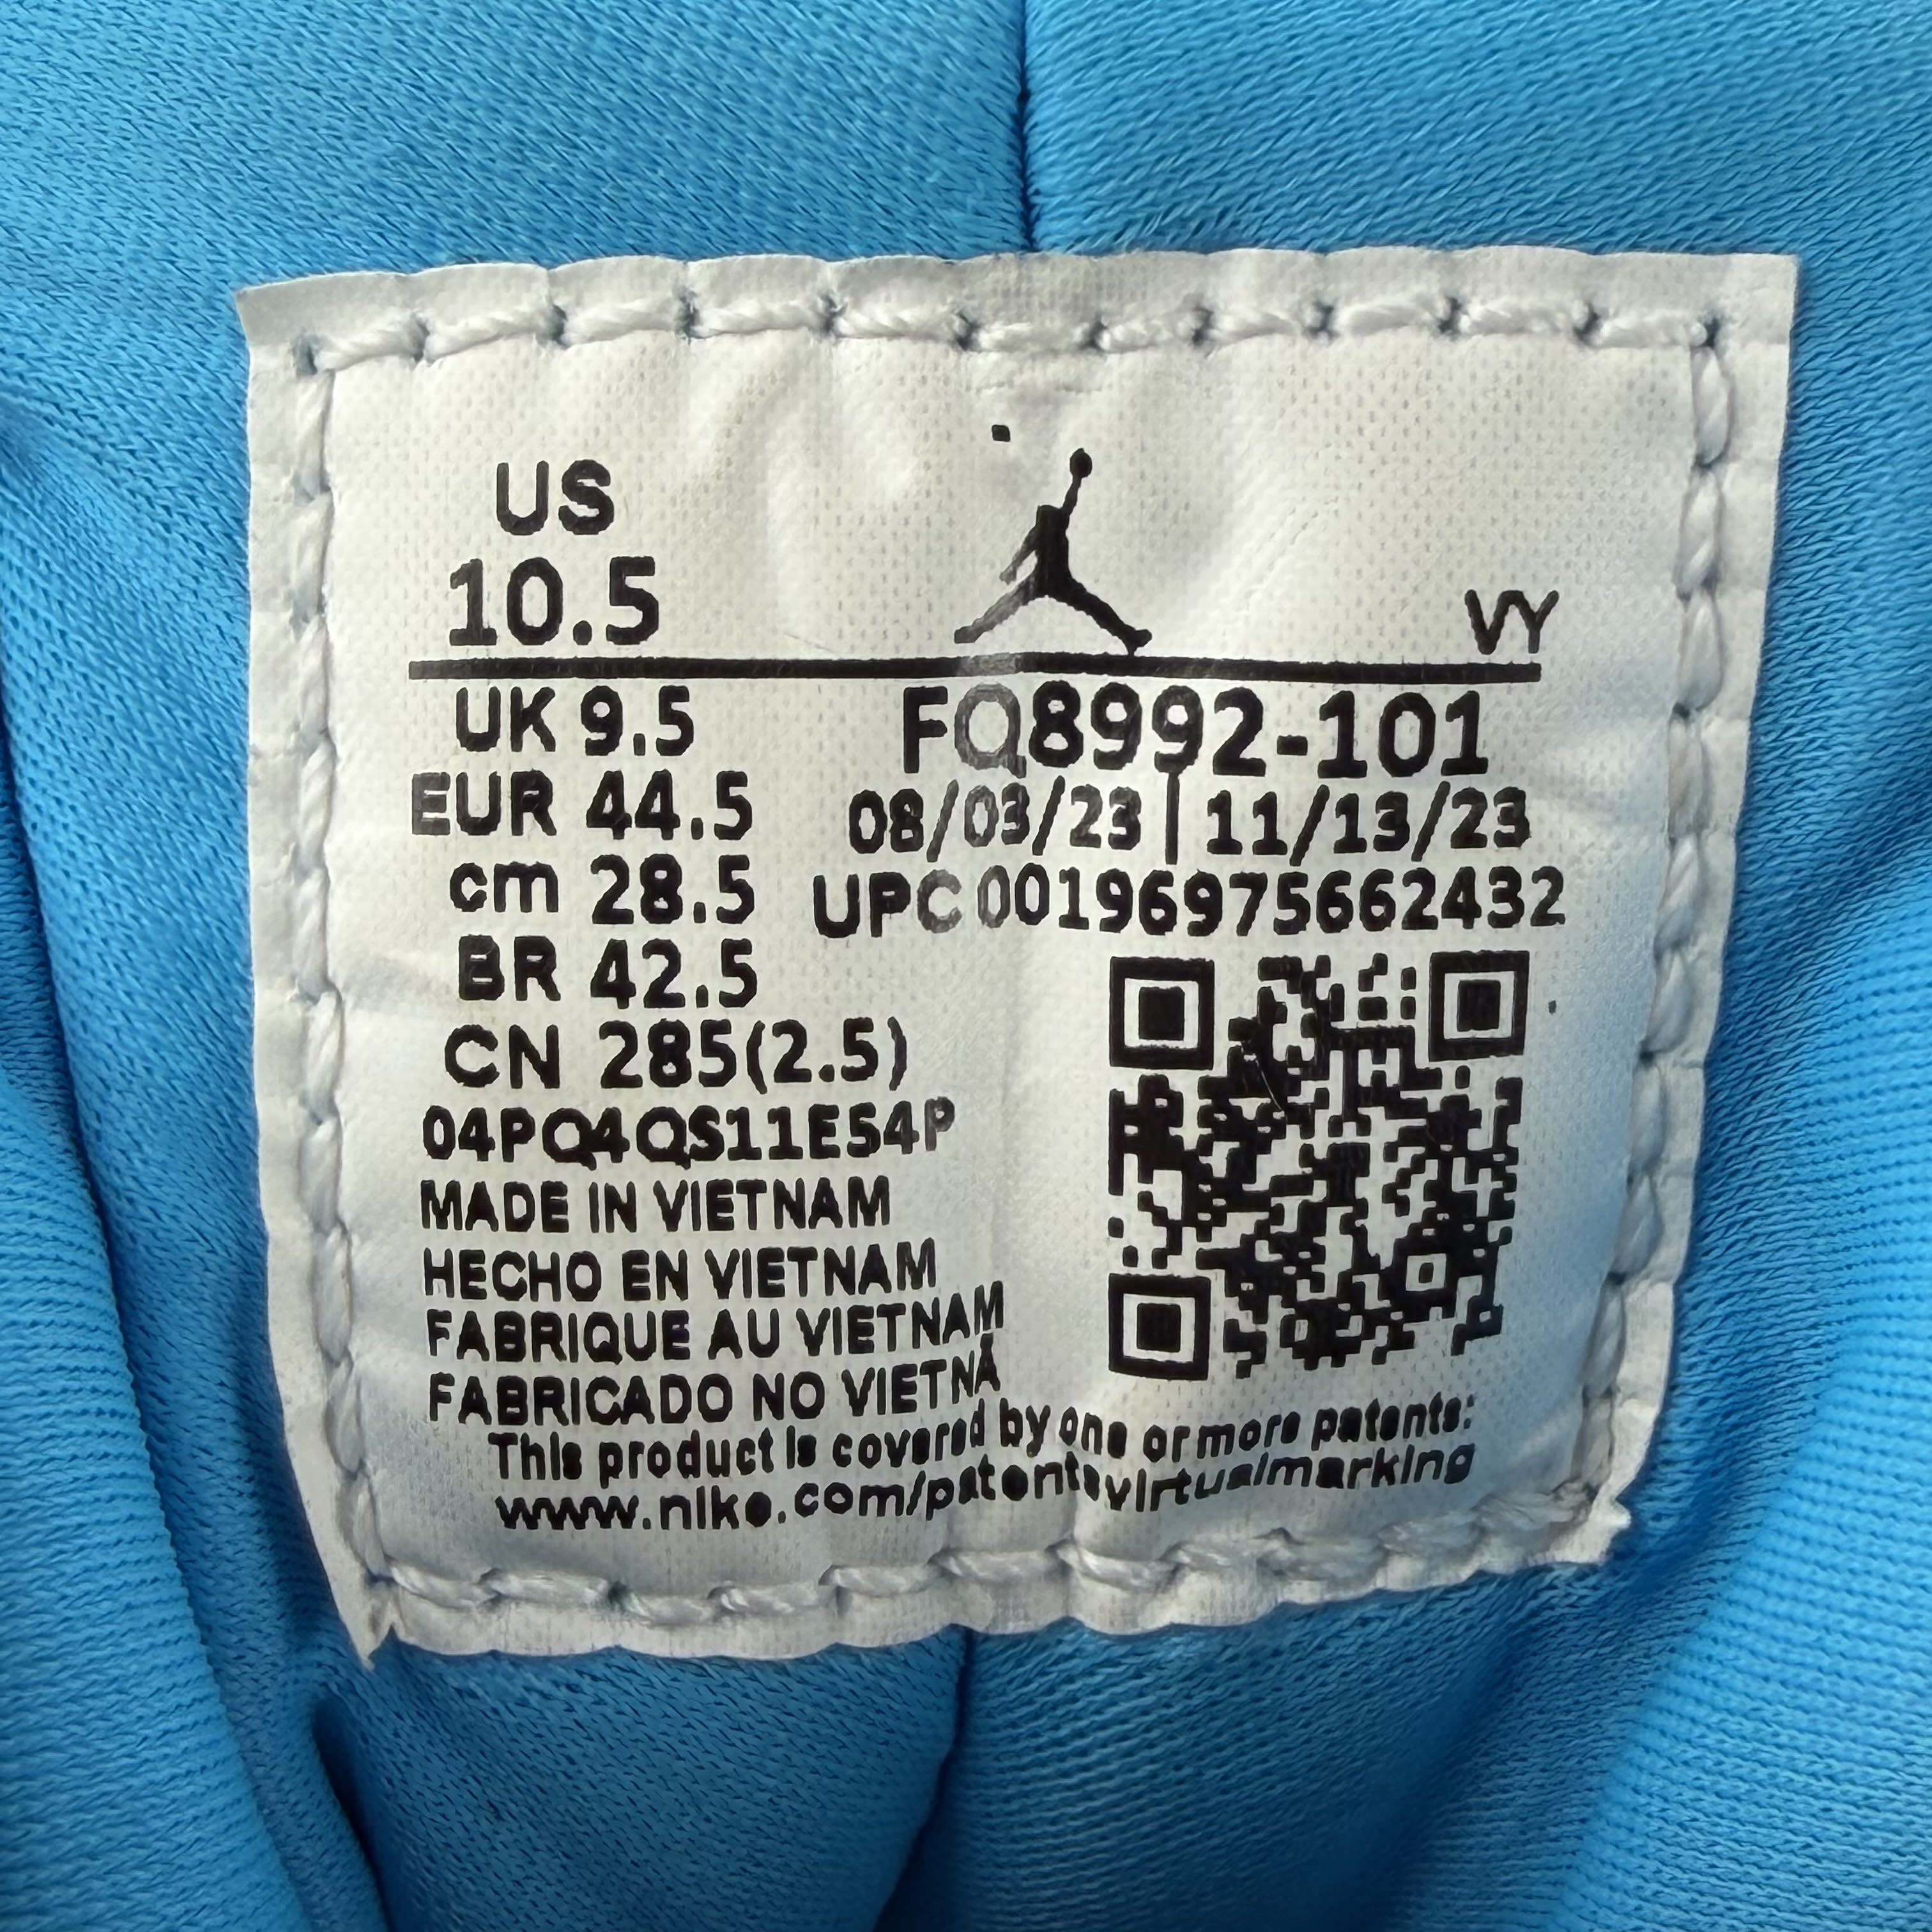 US
10.5
VY
UK 9.5
EUR 44.5
cm 28.5
BR 42.5
CN 285(2.5)
FQ8992-101
08/03/23|11/13/23
UPC 00196975662432
04PQ4QS11E54P
MADE IN VIETNAM
HECHO EN VIETNAM
FABRIQUE AU VIETNAM
FABRICADO NO VIETNÃ
This product is covered by one or more patents:
www.nike.com/patentsvirtualmarking